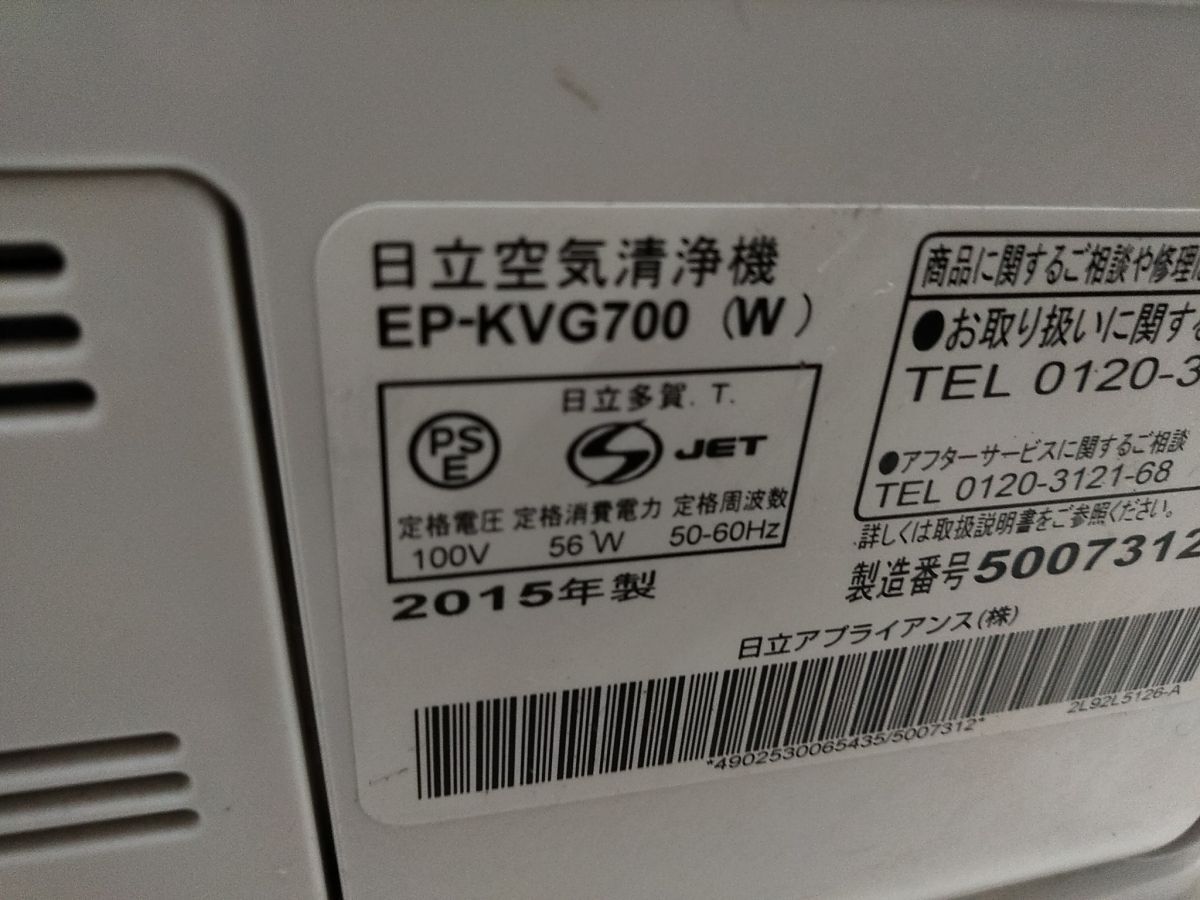 日立空気清浄機
EP-KVG700 (W)
日立多賀.T.
PSE
JET
定格電圧 定格消費電力 定格周波数
100V 56W 50-60Hz
2015年製
商品に関するご相談や修理
●お取り扱いに関する
TEL 0120-3
●アフターサービスに関するご相談
TEL 0120-3121-68
詳しくは取扱説明書をご参照ください。
製造番号5007312
日立アプライアンス(株)
*4902530065435/5007312*
2L92L5126-A